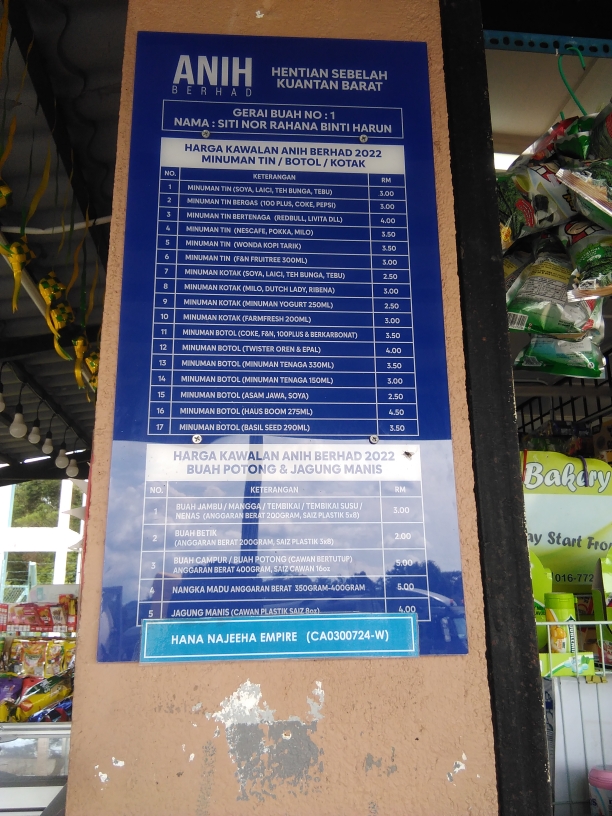 ANIH
BERHAD
HENTIAN SEBELAH
KUANTAN BARAT
GERAI BUAH NO : 1
NAMA : SITI NOR RAHANA BINTI HARUN
HARGA KAWALAN ANIH BERHAD 2022
MINUMAN TIN / BOTOL / KOTAK
NO. KETERANGAN RM
1 MINUMAN TIN (SOYA, LAICI, TEH BUNGA, TEBU) 3.00
2 MINUMAN TIN BERGAS (100 PLUS, COKE, PEPSI) 3.00
3 MINUMAN TIN BERTENAGA (REDBULL, LIVITA DLL) 4.00
4 MINUMAN TIN (NESCAFE, POKKA, MILO) 3.50
5 MINUMAN TIN (WONDA KOPI TARIK) 3.50
6 MINUMAN TIN (F&N FRUITREE 300ML) 3.00
7 MINUMAN KOTAK (SOYA, LAICI, TEH BUNGA, TEBU) 2.50
8 MINUMAN KOTAK (MILO, DUTCH LADY, RIBENA) 3.00
9 MINUMAN KOTAK (MINUMAN YOGURT 250ML) 2.50
10 MINUMAN KOTAK (FARMFRESH 200ML) 3.00
11 MINUMAN BOTOL (COKE, F&N, 100PLUS & BERKARBONAT) 3.50
12 MINUMAN BOTOL (TWISTER OREN & EPAL) 4.00
13 MINUMAN BOTOL (MINUMAN TENAGA 330ML) 3.50
14 MINUMAN BOTOL (MINUMAN TENAGA 150ML) 3.00
15 MINUMAN BOTOL (ASAM JAWA, SOYA) 2.50
16 MINUMAN BOTOL (HAUS BOOM 275ML) 4.50
17 MINUMAN BOTOL (BASIL SEED 290ML) 3.50
HARGA KAWALAN ANIH BERHAD 2022
BUAH POTONG & JAGUNG MANIS
NO. KETERANGAN RM
1 BUAH JAMBU / MANGGA / TEMBIKAI / TEMBIKAI SUSU /
NENAS (ANGGARAN BERAT 200GRAM, SAIZ PLASTIK 5x8) 3.00
2 BUAH BETIK
(ANGGARAN BERAT 200GRAM, SAIZ PLASTIK 5x8) 2.00
3 BUAH CAMPUR / BUAH POTONG (CAWAN BERTUTUP)
ANGGARAN BERAT 400GRAM, SAIZ CAWAN 16oz 5.00
4 NANGKA MADU ANGGARAN BERAT 350GRAM-400GRAM 5.00
5 JAGUNG MANIS (CAWAN PLASTIK SAIZ 8oz) 4.00
HANA NAJEEHA EMPIRE (CA0300724-W)
Bakery
Start Fro
016-772